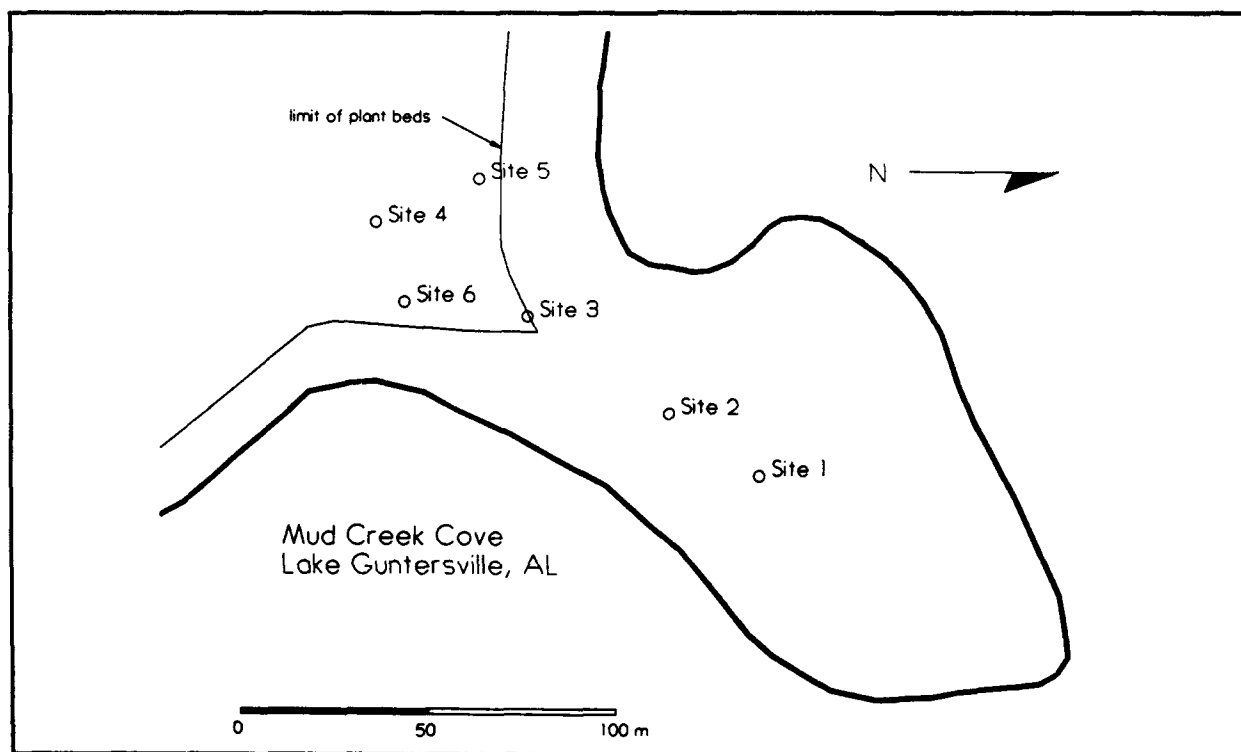 limit of plant beds
Site 5
N
Site 4
Site 6
Site 3
Site 2
Site 1
Mud Creek Cove
Lake Guntersville, AL
0 50 100 m